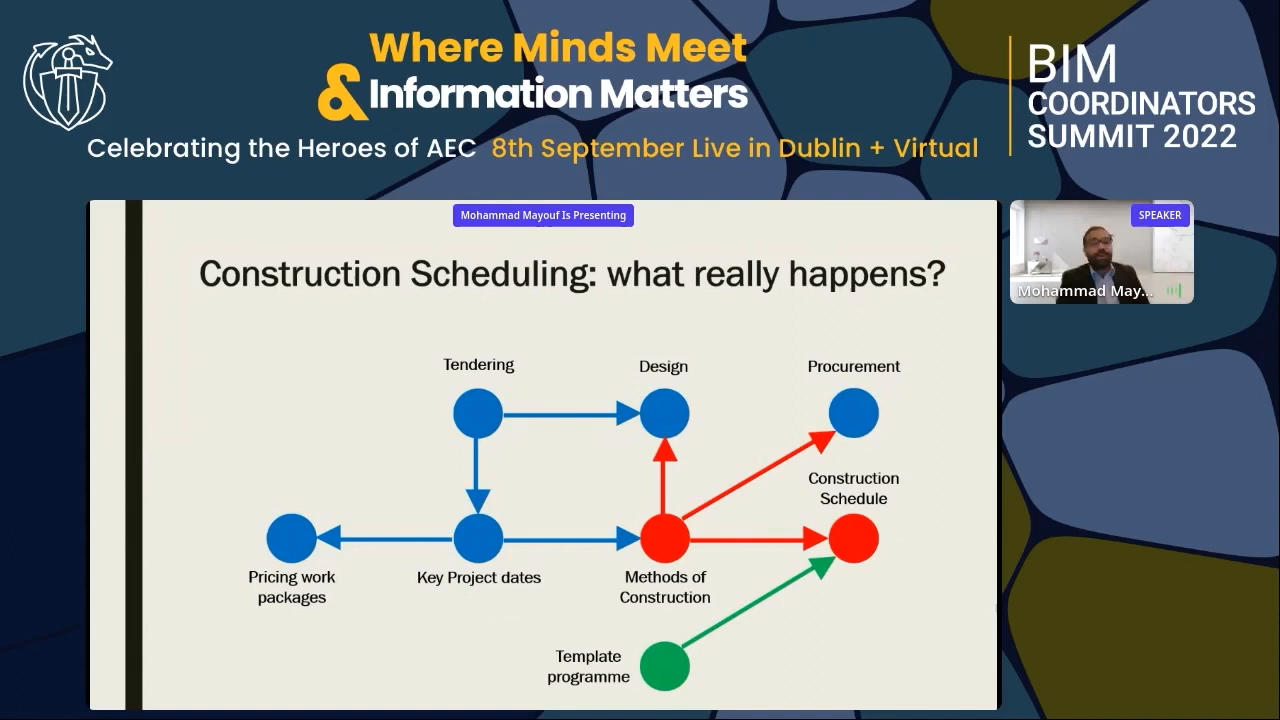 Where Minds Meet
& Information Matters
Celebrating the Heroes of AEC 8th September Live in Dublin + Virtual
BIM
COORDINATORS
SUMMIT 2022
Mohammad Mayouf Is Presenting
SPEAKER
Mohammad May...
Construction Scheduling: what really happens?
Tendering
Design
Procurement
Construction
Schedule
Pricing work
packages
Key Project dates
Methods of
Construction
Template
programme